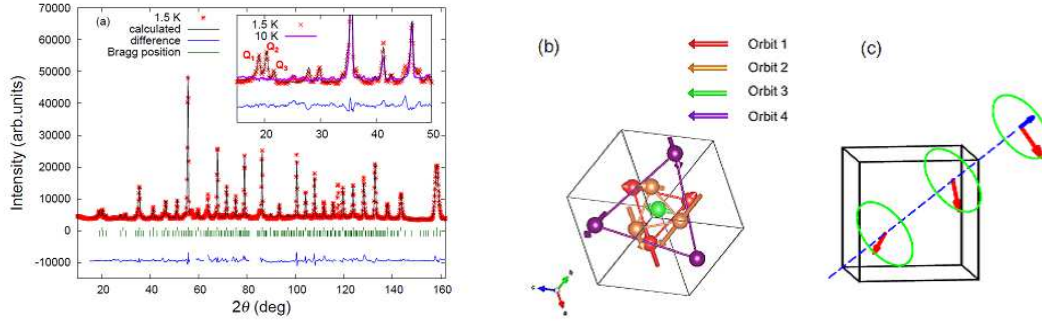 (a)
1.5 K
calculated
difference
Bragg position
Intensity (arb.units)
70000
60000
50000
40000
30000
20000
10000
0
-10000
20 40 60 80 100 120 140 160
2θ (deg)
1.5 K
10 K
Q1
Q2
Q3
20 30 40 50
(b)
Orbit 1
Orbit 2
Orbit 3
Orbit 4
c b a
(c)